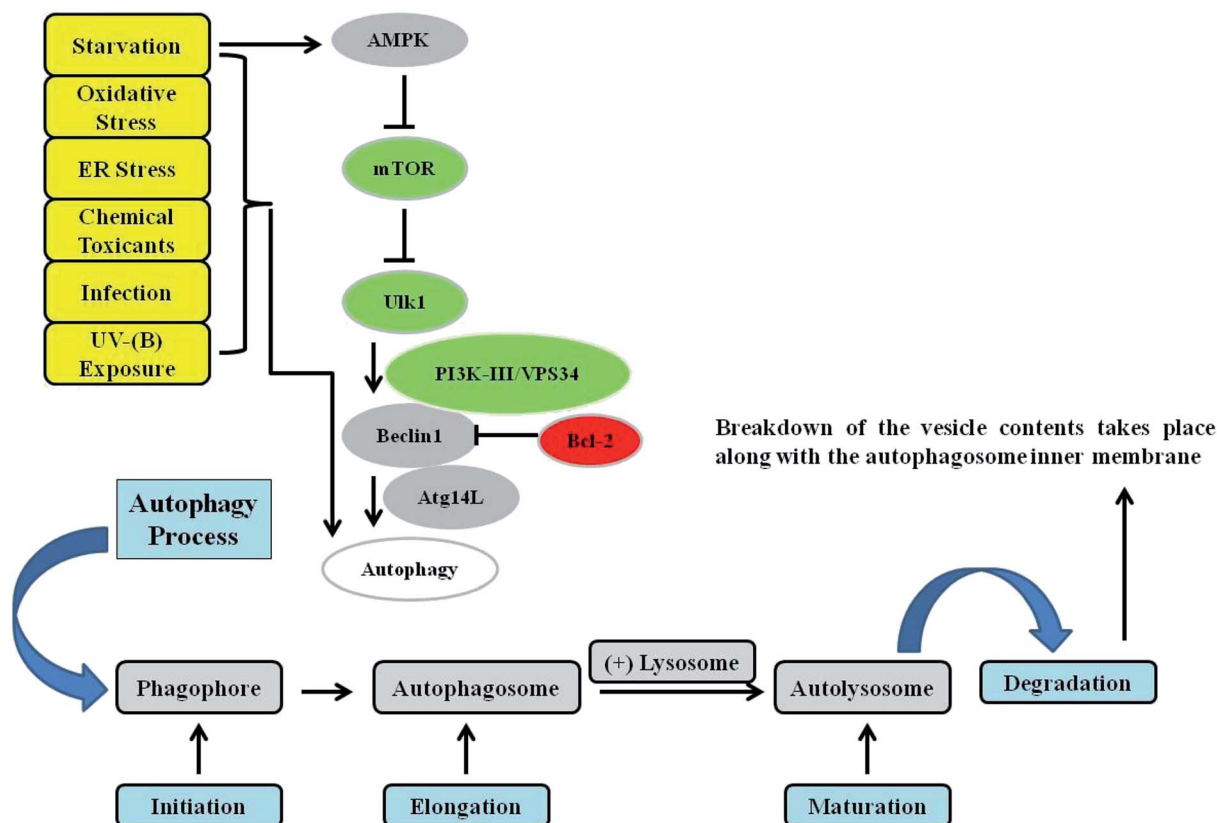 Starvation
Oxidative
Stress
ER Stress
Chemical
Toxicants
Infection
UV-(B)
Exposure
AMPK
mTOR
Ulk1
PI3K-III/VPS34
Beclin1
Bcl-2
Atg14L
Autophagy
Breakdown of the vesicle contents takes place
along with the autophagosome inner membrane
Autophagy
Process
Phagophore
Autophagosome
(+) Lysosome
Autolysosome
Degradation
Initiation
Elongation
Maturation